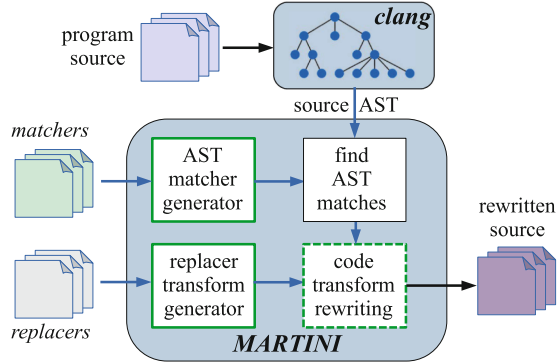 program
source
clang
source AST
matchers
AST
matcher
generator
find
AST
matches
rewritten
source
replacer
transform
generator
code
transform
rewriting
replacers
MARTINI